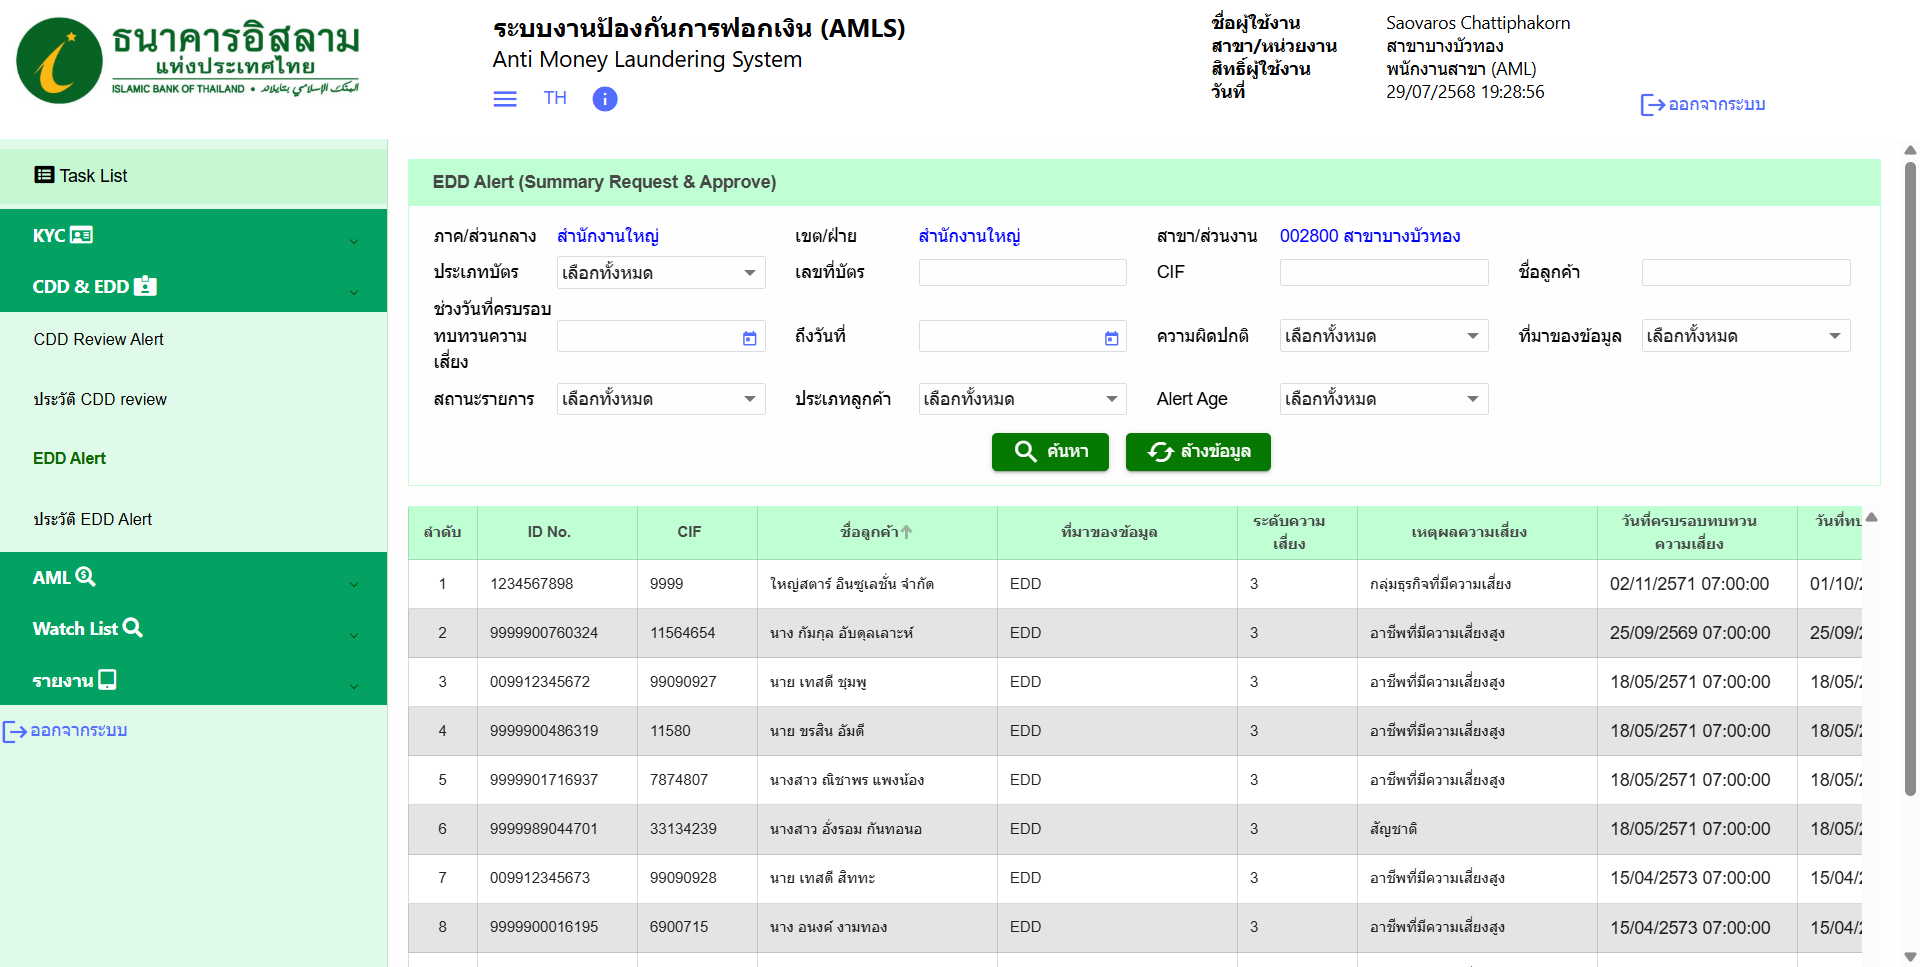 ธนาคารอิสลาม
แห่งประเทศไทย
ISLAMIC BANK OF THAILAND •
ระบบงานป้องกันการฟอกเงิน (AMLS)
Anti Money Laundering System
TH
ชื่อผู้ใช้งาน Saovaros Chattiphakorn
สาขา/หน่วยงาน สาขาบางบัวทอง
สิทธิ์ผู้ใช้งาน พนักงานสาขา (AML)
วันที่ 29/07/2568 19:28:56
ออกจากระบบ
Task List
KYC
CDD & EDD
CDD Review Alert
ประวัติ CDD review
EDD Alert
ประวัติ EDD Alert
AML
Watch List
รายงาน
ออกจากระบบ
EDD Alert (Summary Request & Approve)
ภาค/ส่วนกลาง สำนักงานใหญ่ เขต/ฝ่าย สำนักงานใหญ่ สาขา/ส่วนงาน 002800 สาขาบางบัวทอง
ประเภทบัตร เลือกทั้งหมด เลขที่บัตร CIF ชื่อลูกค้า
ช่วงวันที่ครบรอบ
ทบทวนความ ถึงวันที่ ความผิดปกติ เลือกทั้งหมด ที่มาของข้อมูล เลือกทั้งหมด
เสี่ยง
สถานะรายการ เลือกทั้งหมด ประเภทลูกค้า เลือกทั้งหมด Alert Age เลือกทั้งหมด
ค้นหา ล้างข้อมูล
ลำดับ ID No. CIF ชื่อลูกค้า ที่มาของข้อมูล ระดับความเสี่ยง เหตุผลความเสี่ยง วันที่ครบรอบทบทวนความเสี่ยง วันที่ทบ
1 1234567898 9999 ใหญ่สตาร์ อินซูเลชั่น จำกัด EDD 3 กลุ่มธุรกิจที่มีความเสี่ยง 02/11/2571 07:00:00 01/10/2
2 9999900760324 11564654 นาง กัมกุล อับดุลเลาะห์ EDD 3 อาชีพที่มีความเสี่ยงสูง 25/09/2569 07:00:00 25/09/2
3 009912345672 99090927 นาย เทสดี ชุมพู EDD 3 อาชีพที่มีความเสี่ยงสูง 18/05/2571 07:00:00 18/05/2
4 9999900486319 11580 นาย ขรสิน อัมดี EDD 3 อาชีพที่มีความเสี่ยงสูง 18/05/2571 07:00:00 18/05/2
5 9999901716937 7874807 นางสาว ณิชาพร แพงน้อง EDD 3 อาชีพที่มีความเสี่ยงสูง 18/05/2571 07:00:00 18/05/2
6 9999989044701 33134239 นางสาว อั่งรอม กันทอนอ EDD 3 สัญชาติ 18/05/2571 07:00:00 18/05/2
7 009912345673 99090928 นาย เทสดี สิททะ EDD 3 อาชีพที่มีความเสี่ยงสูง 15/04/2573 07:00:00 15/04/2
8 9999900016195 6900715 นาง อนงค์ งามทอง EDD 3 อาชีพที่มีความเสี่ยงสูง 15/04/2573 07:00:00 15/04/2